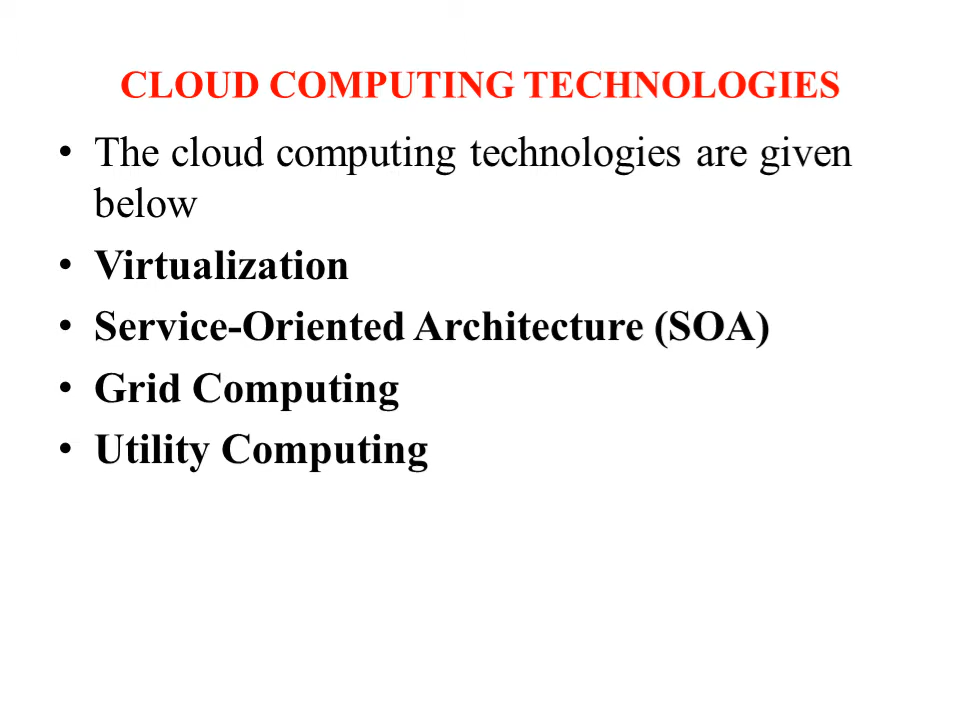 CLOUD COMPUTING TECHNOLOGIES
• The cloud computing technologies are given
below
• Virtualization
• Service-Oriented Architecture (SOA)
• Grid Computing
• Utility Computing